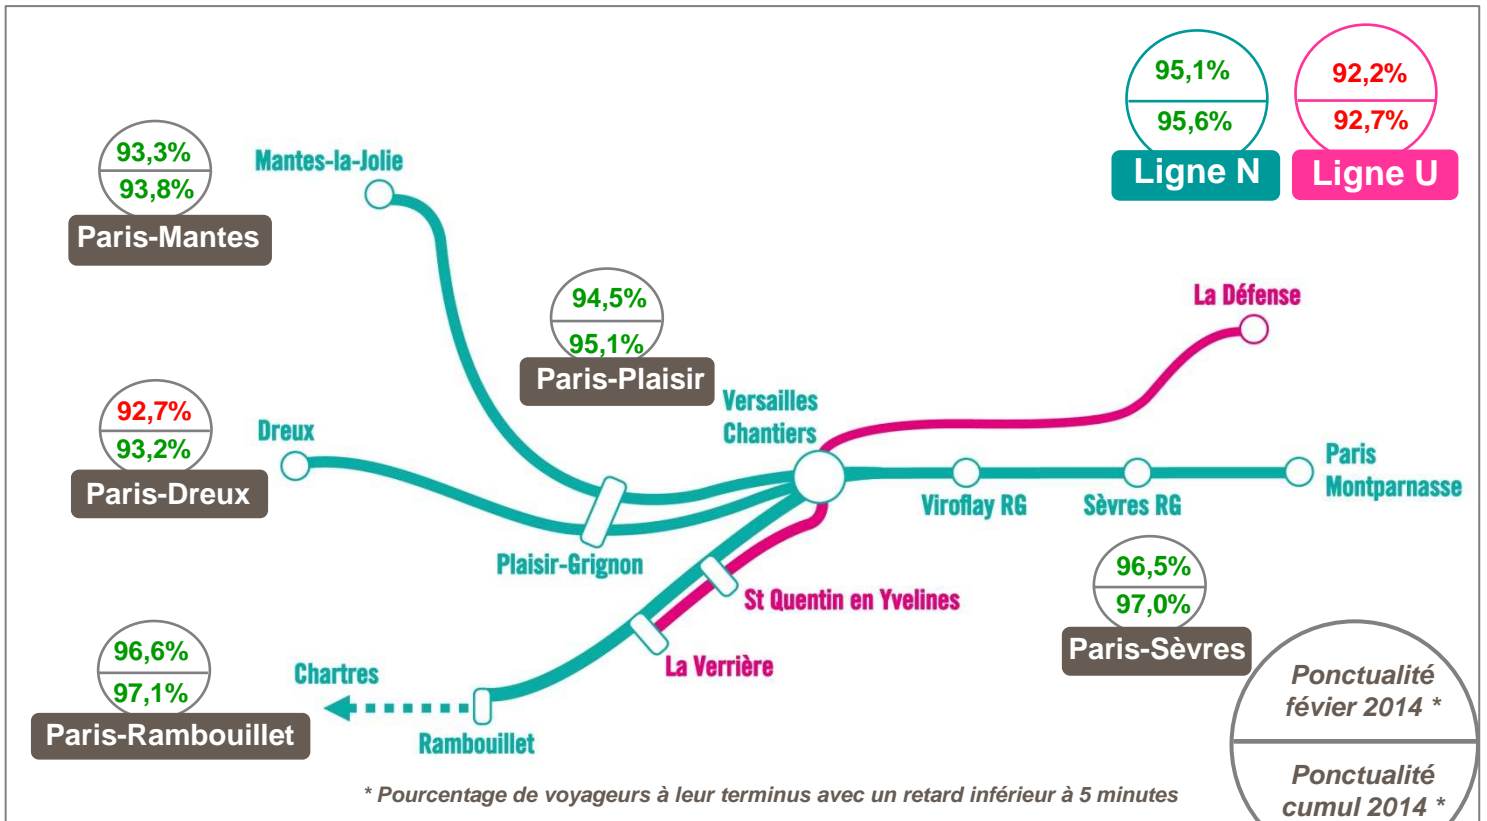 95,1%
95,6%
Ligne N
92,2%
92,7%
Ligne U
93,3%
93,8%
Paris-Mantes
Mantes-la-Jolie
94,5%
95,1%
Paris-Plaisir
La Défense
92,7%
93,2%
Paris-Dreux
Dreux
Versailles
Chantiers
Paris
Montparnasse
Viroflay RG
Sèvres RG
Plaisir-Grignon
St Quentin en Yvelines
96,5%
97,0%
Paris-Sèvres
96,6%
97,1%
Paris-Rambouillet
Chartres
La Verrière
Rambouillet
Ponctualité
févier 2014 *
Ponctualité
cumul 2014 *
* Pourcentage de voyageurs à leur terminus avec un retard inférieur à 5 minutes